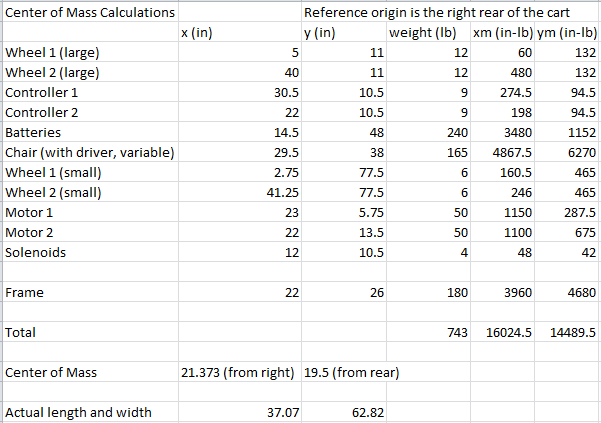 Center of Mass Calculations Reference origin is the right rear of the cart
x (in) y (in) weight (lb) xm (in-lb) ym (in-lb)
Wheel 1 (large) 5 11 12 60 132
Wheel 2 (large) 40 11 12 480 132
Controller 1 30.5 10.5 9 274.5 94.5
Controller 2 22 10.5 9 198 94.5
Batteries 14.5 48 240 3480 1152
Chair (with driver, variable) 29.5 38 165 4867.5 6270
Wheel 1 (small) 2.75 77.5 6 160.5 465
Wheel 2 (small) 41.25 77.5 6 246 465
Motor 1 23 5.75 50 1150 287.5
Motor 2 22 13.5 50 1100 675
Solenoids 12 10.5 4 48 42
Frame 22 26 180 3960 4680
Total 743 16024.5 14489.5
Center of Mass 21.373 (from right) 19.5 (from rear)
Actual length and width 37.07 62.82